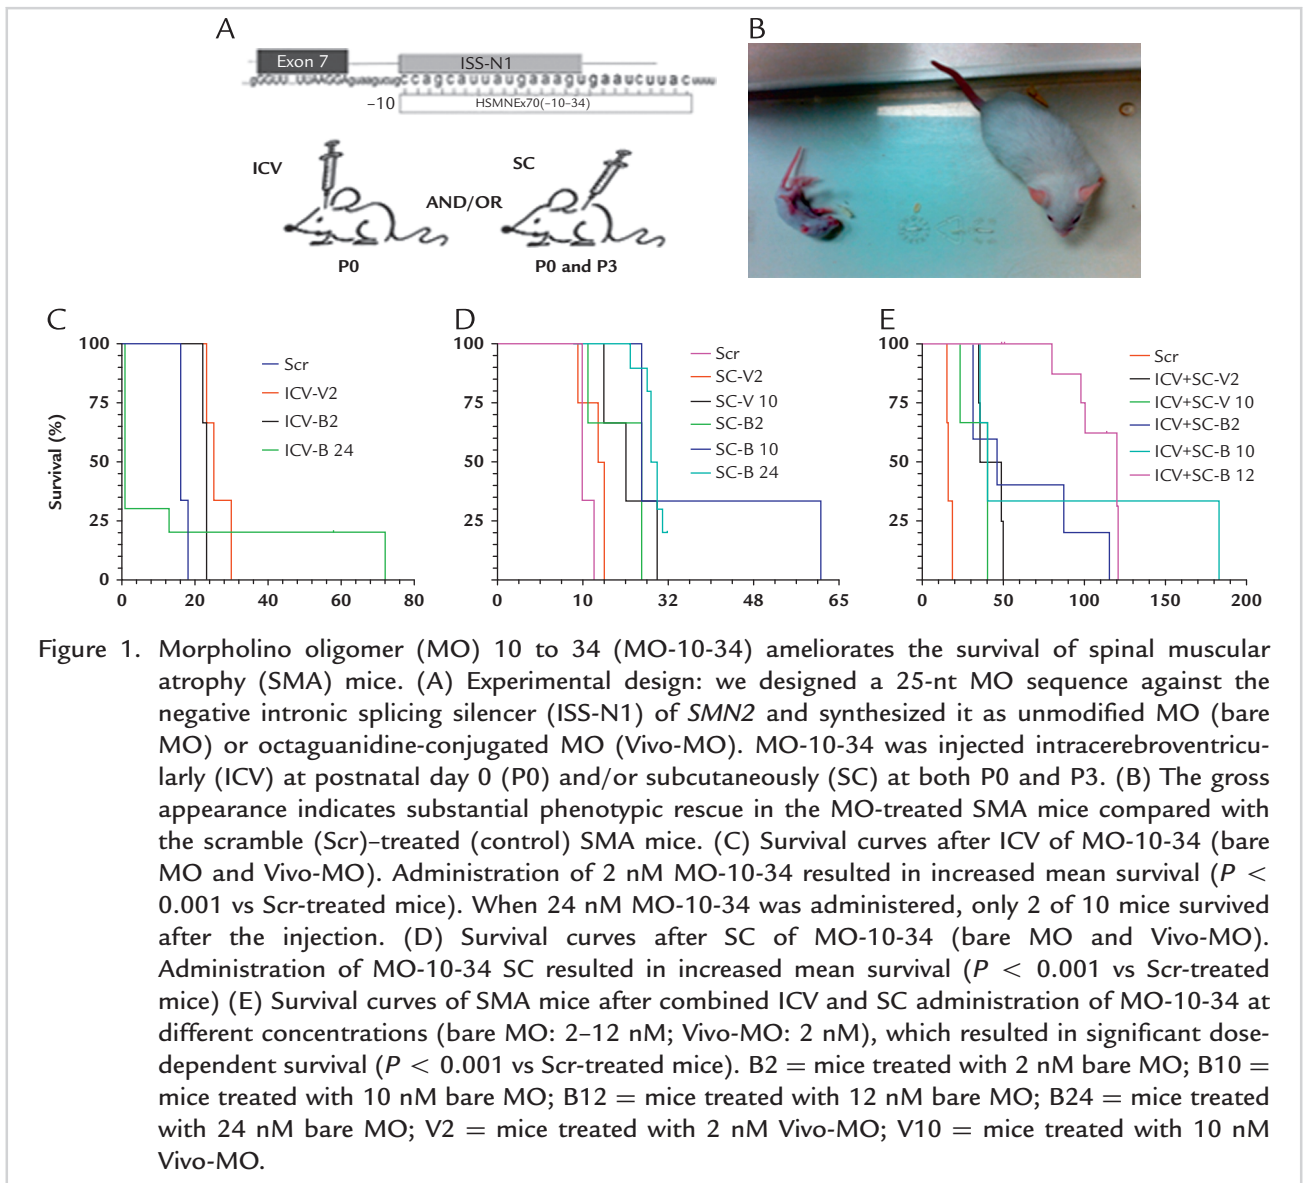 A
B
Exon 7
ISS-N1
gGGUU UUAAGGAguaagucugccagcauuaugaaagugaaucuuacuuuu
-10
HSMNEx70(-10-34)
ICV
SC
AND/OR
P0
P0 and P3
C
D
E
100
75
50
25
0
Survival (%)
0 20 40 60 80
Scr
ICV-V2
ICV-B2
ICV-B 24
100
75
50
25
0 10 32 48 65
Scr
SC-V2
SC-V 10
SC-B2
SC-B 10
SC-B 24
100
75
50
25
0 50 100 150 200
Scr
ICV+SC-V2
ICV+SC-V 10
ICV+SC-B2
ICV+SC-B 10
ICV+SC-B 12
Figure 1. Morpholino oligomer (MO) 10 to 34 (MO-10-34) ameliorates the survival of spinal muscular
atrophy (SMA) mice. (A) Experimental design: we designed a 25-nt MO sequence against the
negative intronic splicing silencer (ISS-N1) of SMN2 and synthesized it as unmodified MO (bare
MO) or octaguanidine-conjugated MO (Vivo-MO). MO-10-34 was injected intracerebroventricu-
larly (ICV) at postnatal day 0 (P0) and/or subcutaneously (SC) at both P0 and P3. (B) The gross
appearance indicates substantial phenotypic rescue in the MO-treated SMA mice compared with
the scramble (Scr)–treated (control) SMA mice. (C) Survival curves after ICV of MO-10-34 (bare
MO and Vivo-MO). Administration of 2 nM MO-10-34 resulted in increased mean survival (P <
0.001 vs Scr-treated mice). When 24 nM MO-10-34 was administered, only 2 of 10 mice survived
after the injection. (D) Survival curves after SC of MO-10-34 (bare MO and Vivo-MO).
Administration of MO-10-34 SC resulted in increased mean survival (P < 0.001 vs Scr-treated
mice) (E) Survival curves of SMA mice after combined ICV and SC administration of MO-10-34 at
different concentrations (bare MO: 2–12 nM; Vivo-MO: 2 nM), which resulted in significant dose-
dependent survival (P < 0.001 vs Scr-treated mice). B2 = mice treated with 2 nM bare MO; B10 =
mice treated with 10 nM bare MO; B12 = mice treated with 12 nM bare MO; B24 = mice treated
with 24 nM bare MO; V2 = mice treated with 2 nM Vivo-MO; V10 = mice treated with 10 nM
Vivo-MO.